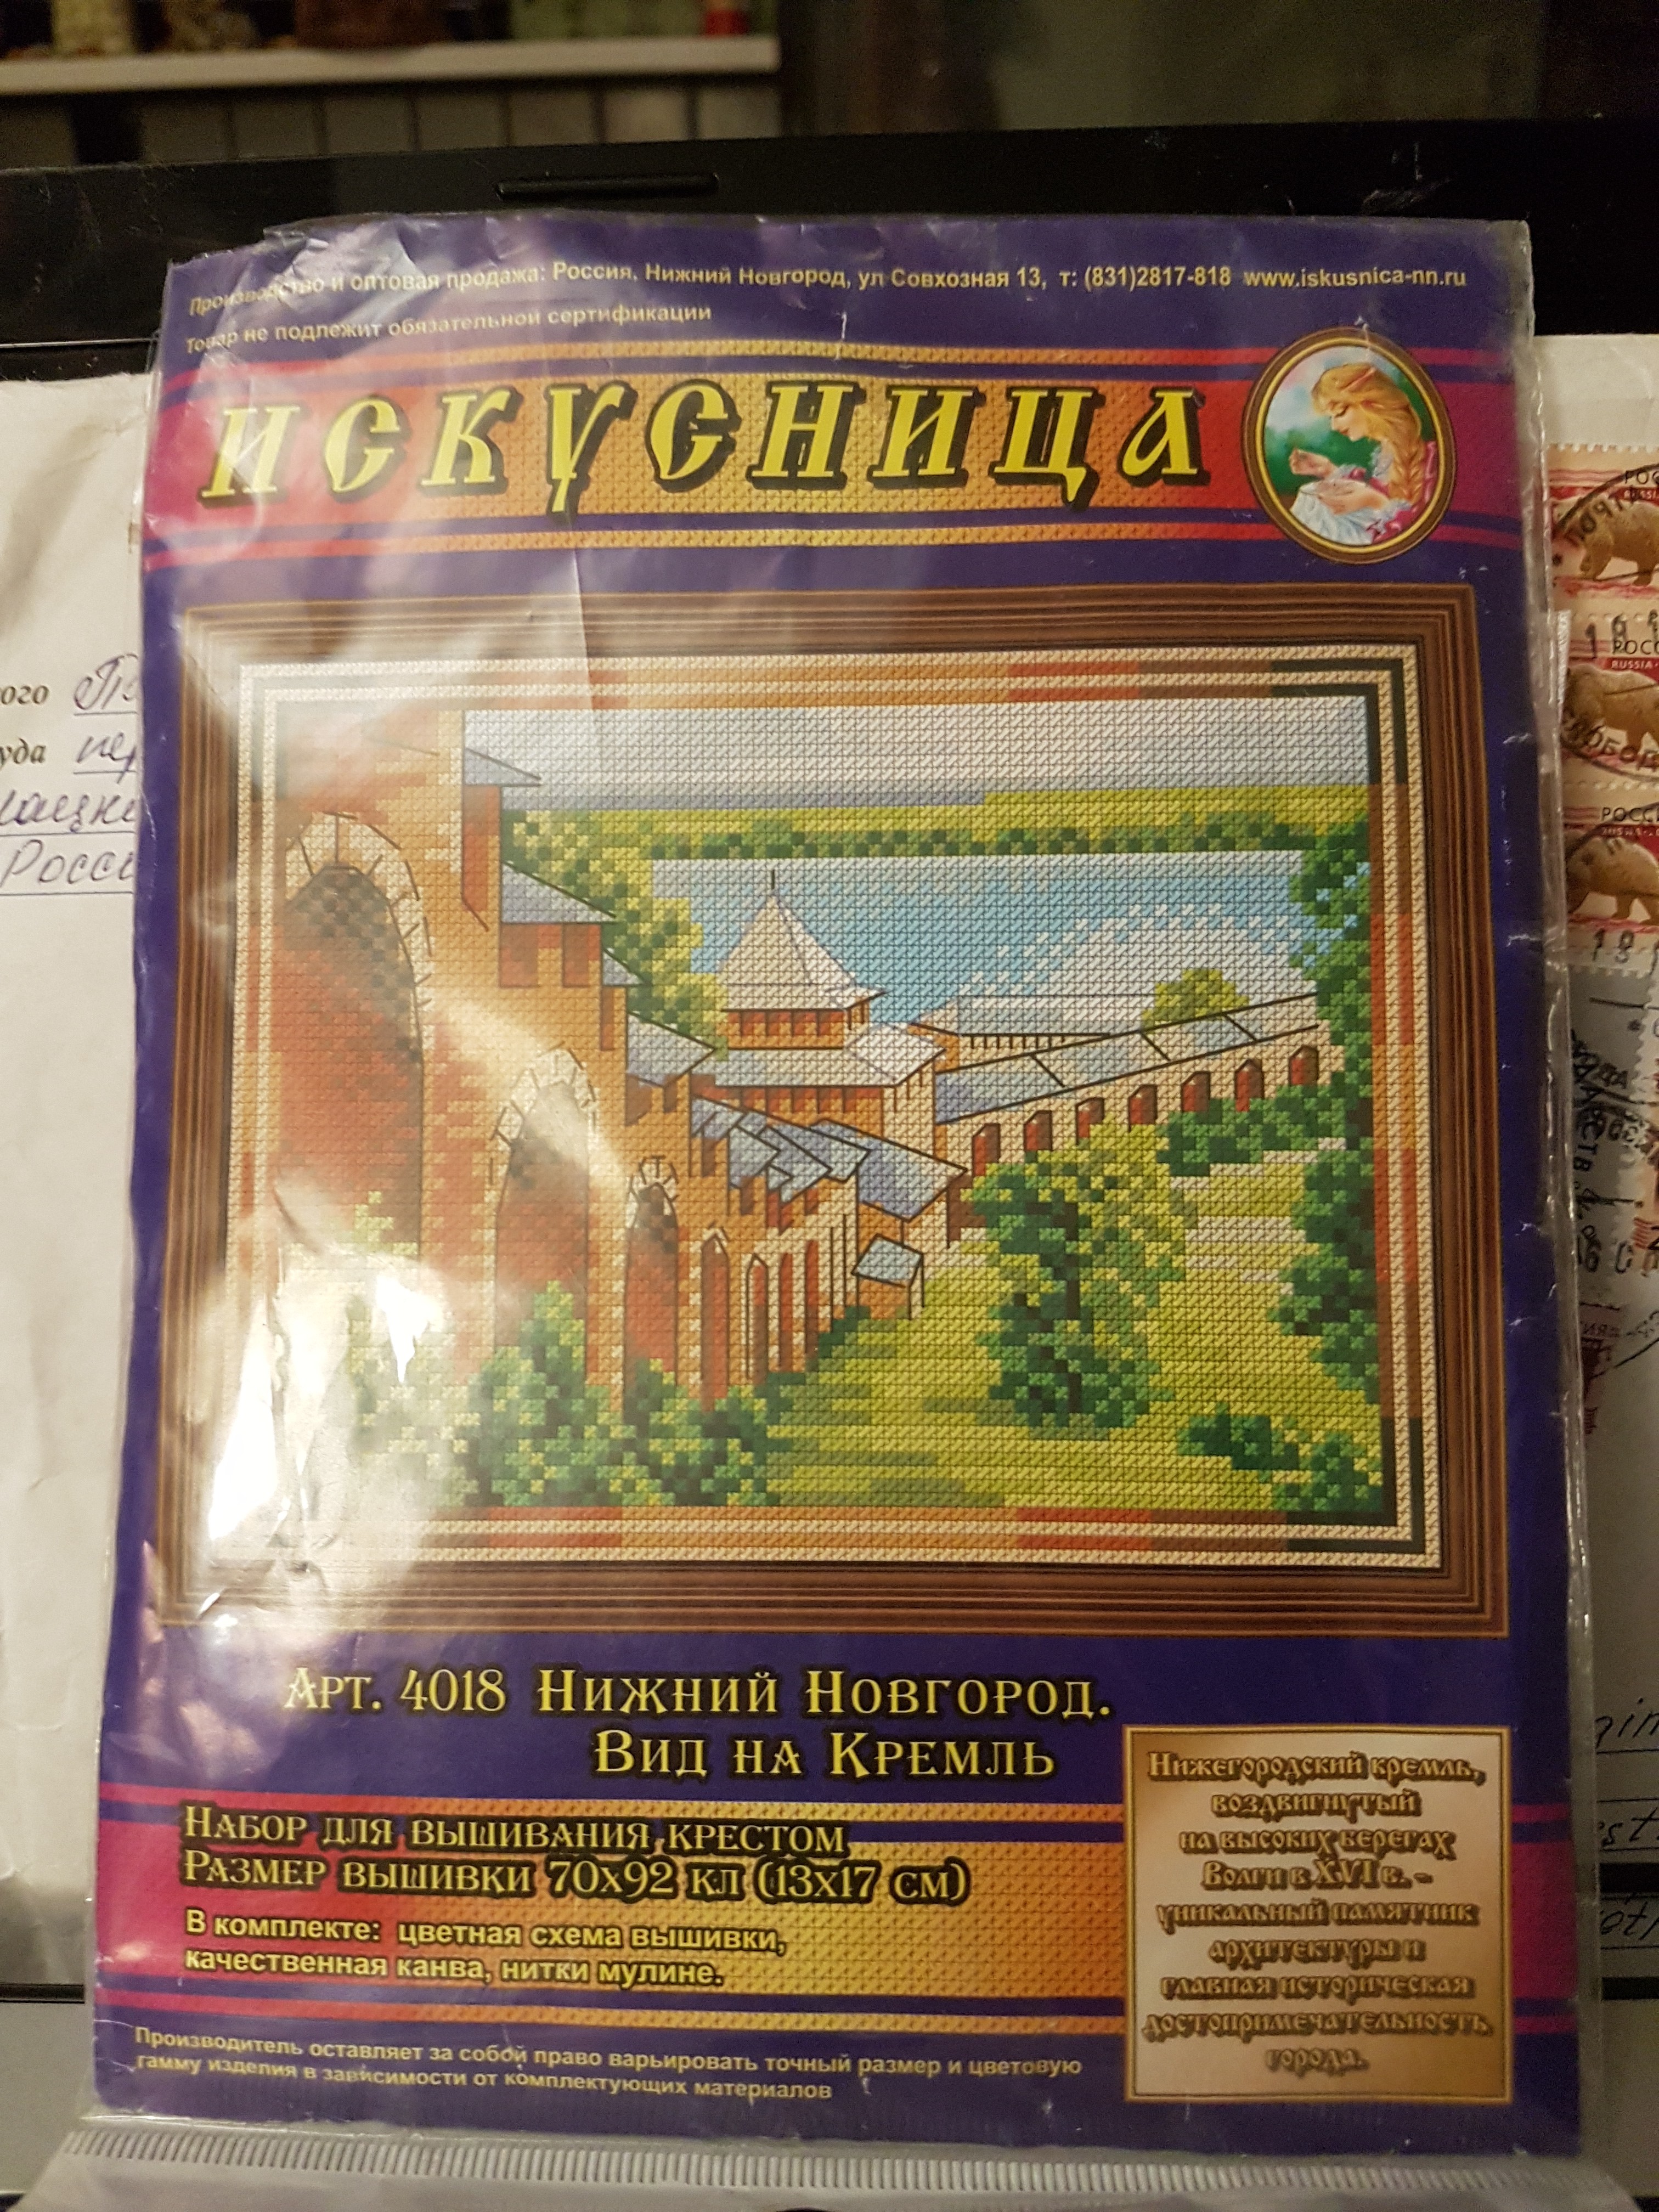 Производство и оптовая продажа: Россия, Нижний Новгород, ул Совхозная 13, т: (831)2817-818 www.iskusnica-nn.ru
Товар не подлежит обязательной сертификации
ИСКУСНИЦА
Арт. 4018 Нижний Новгород.
Вид на Кремль
Набор для вышивания крестом
Размер вышивки 70х92 кл (13х17 см)
В комплекте: цветная схема вышивки,
качественная канва, нитки мулине.
Производитель оставляет за собой право варьировать точный размер и цветовую
гамму изделия в зависимости от комплектующих материалов
Нижегородский кремль,
воздвигнутый
на высоких берегах
Волги в XVI в. -
уникальный памятник
архитектуры и
главная историческая
достопримечательность
города.
RUSSIA